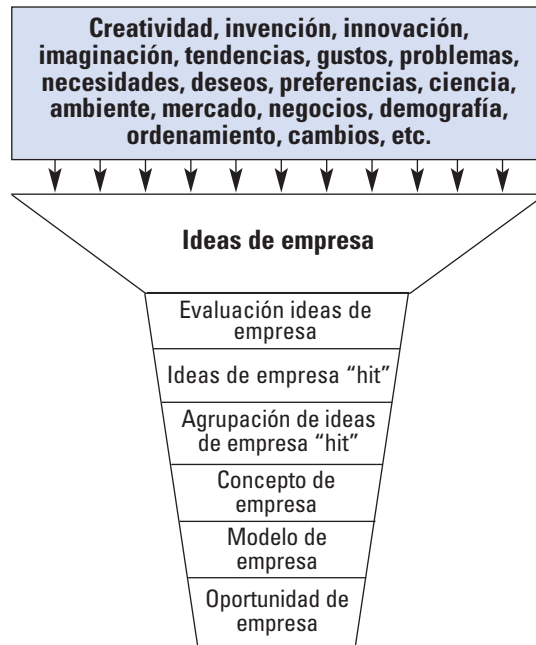 Creatividad, invención, innovación,
imaginación, tendencias, gustos, problemas,
necesidades, deseos, preferencias, ciencia,
ambiente, mercado, negocios, demografía,
ordenamiento, cambios, etc.
Ideas de empresa
Evaluación ideas de
empresa
Ideas de empresa “hit”
Agrupación de ideas
de empresa “hit”
Concepto de
empresa
Modelo de
empresa
Oportunidad de
empresa